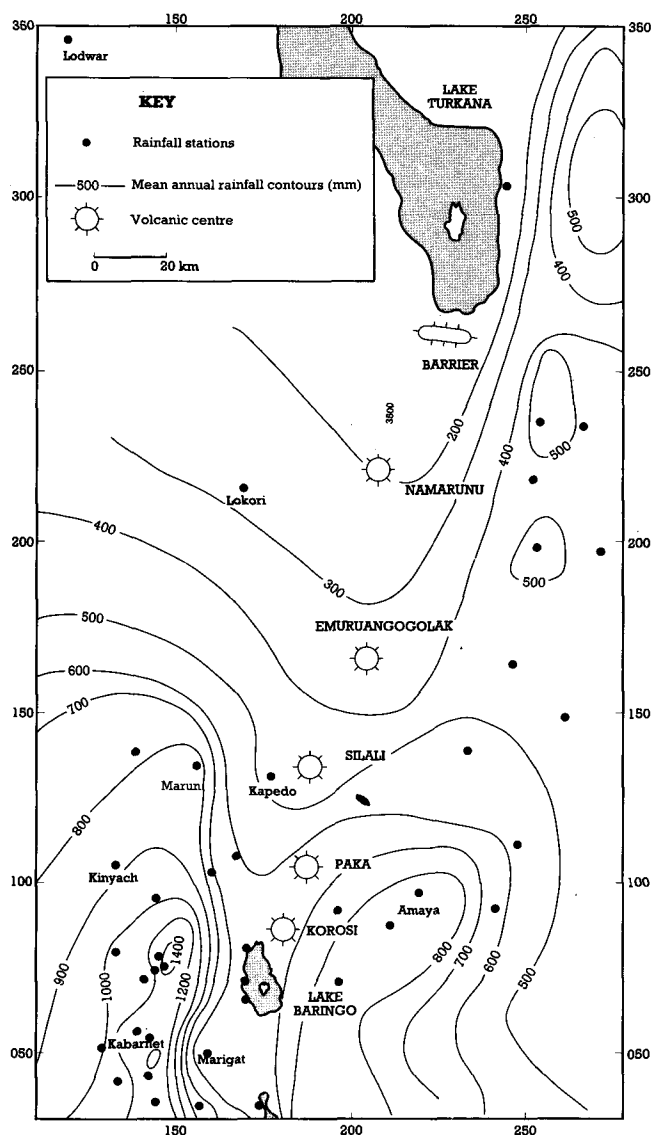 150 200 250
360 360
Lodwar
KEY
Rainfall stations
500 Mean annual rainfall contours (mm)
Volcanic centre
0 20 km
LAKE
TURKANA
300 300
500
400
BARRIER
250 250
3500
200
400
500
NAMARUNU
Lokori
400
200 200
300
500
EMURUANGOGOLAK
500
600
700
150 150
SILALI
Marun
Kapedo
800
PAKA
Kinyach
100 100
Amaya
KOROSI
1400
800
700
600
500
900
1000
1200
LAKE
BARINGO
Kabarnet
050 050
Marigat
150 200 250